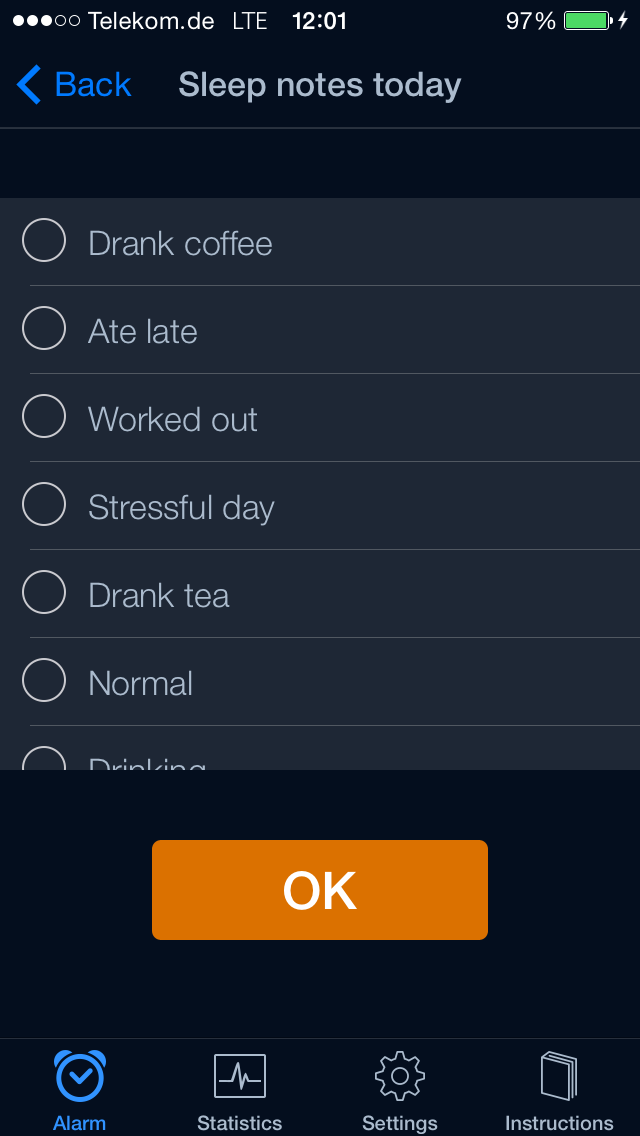 Telekom.de LTE 12:01 97%
Back Sleep notes today
Drank coffee
Ate late
Worked out
Stressful day
Drank tea
Normal
Drinking
OK
Alarm Statistics Settings Instructions